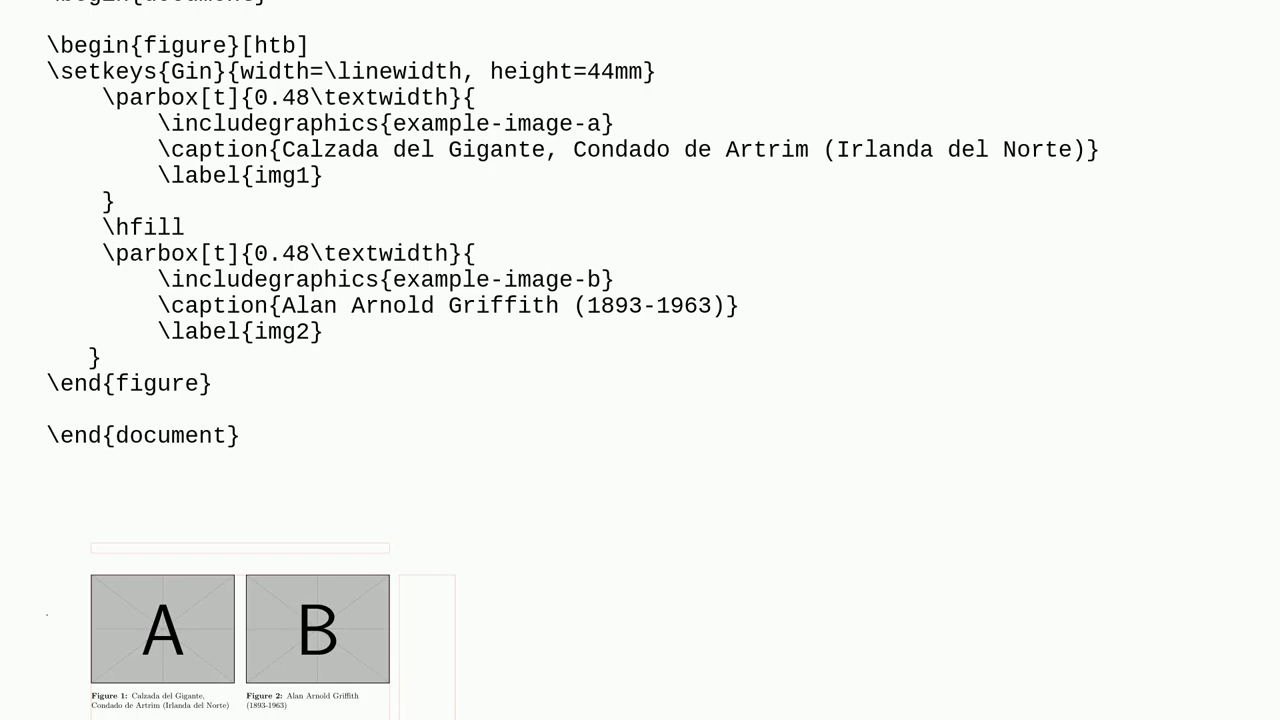 \begin{document}
\begin{figure}[htb]
\setkeys{Gin}{width=\linewidth, height=44mm}
\parbox[t]{0.48\textwidth}{
\includegraphics{example-image-a}
\caption{Calzada del Gigante, Condado de Artrim (Irlanda del Norte)}
\label{img1}
}
\hfill
\parbox[t]{0.48\textwidth}{
\includegraphics{example-image-b}
\caption{Alan Arnold Griffith (1893-1963)}
\label{img2}
}
\end{figure}
\end{document}
A B
Figure 1: Calzada del Gigante,
Condado de Artrim (Irlanda del Norte)
Figure 2: Alan Arnold Griffith
(1893-1963)